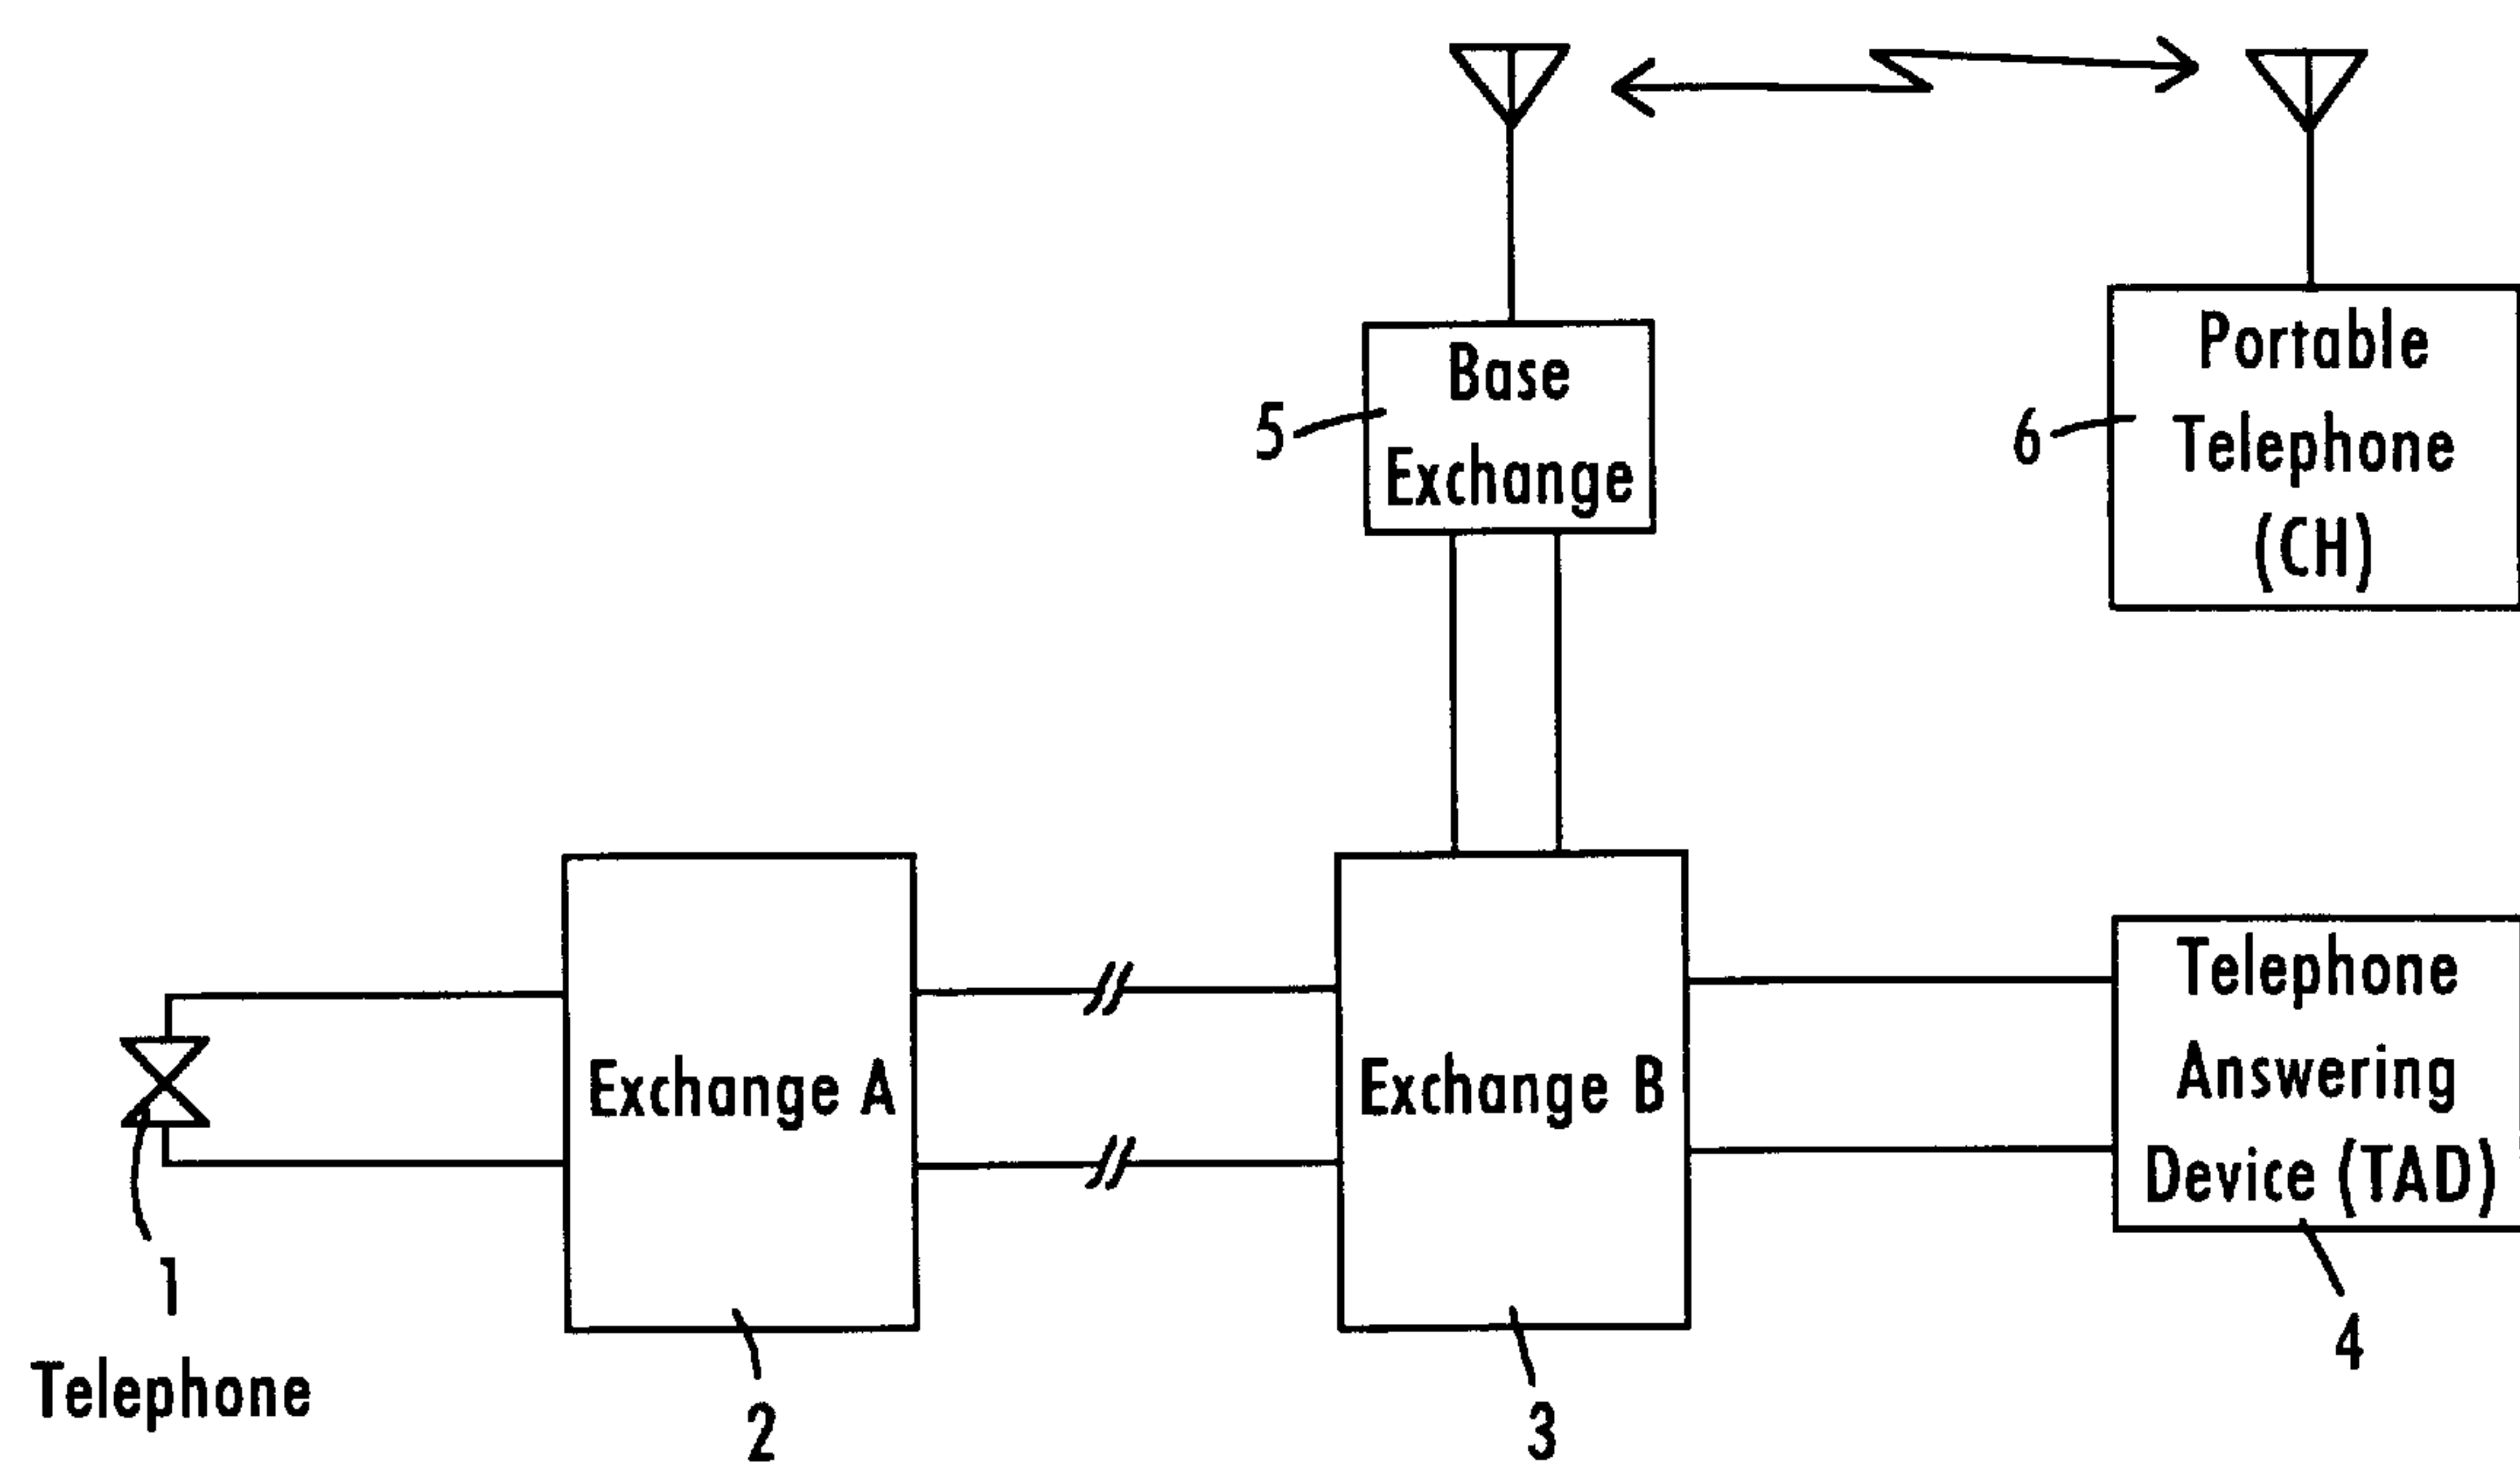 Base
Exchange
5
Portable
Telephone
(CH)
6
Exchange A
Exchange B
Telephone
Answering
Device (TAD)
1
Telephone
2
3
4